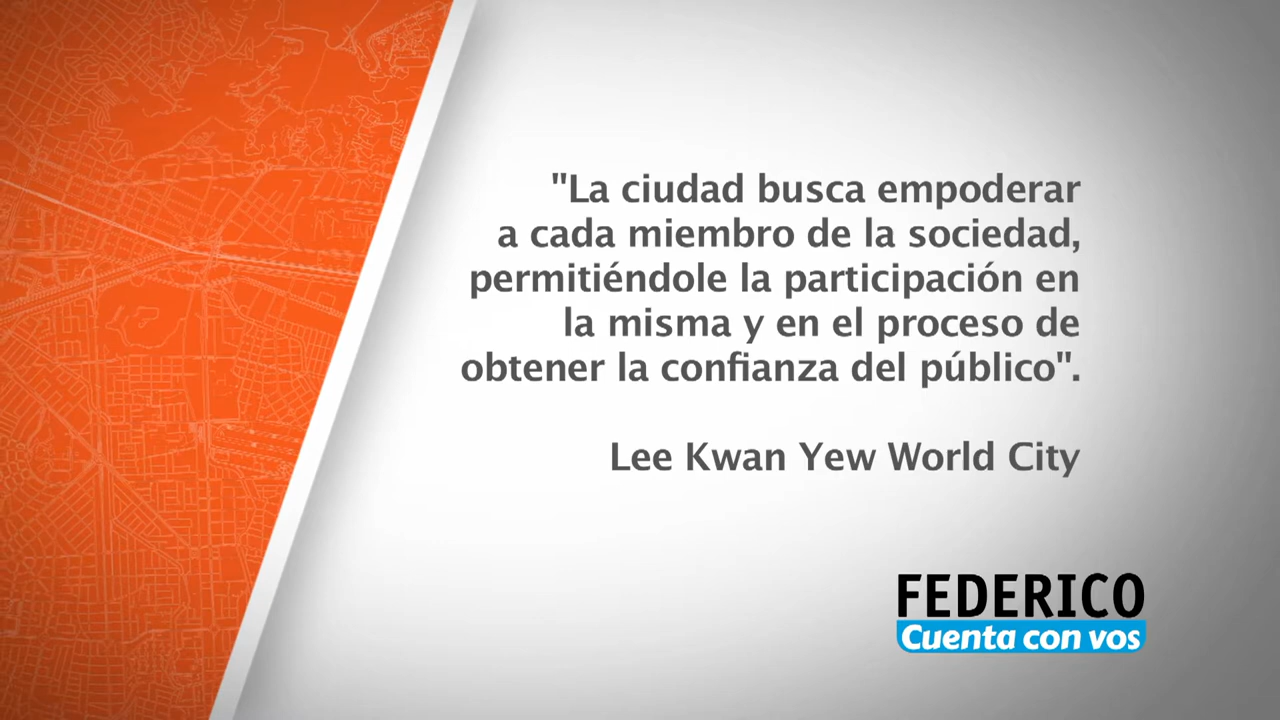 "La ciudad busca empoderar
a cada miembro de la sociedad,
permitiéndole la participación en
la misma y en el proceso de
obtener la confianza del público".
Lee Kwan Yew World City
FEDERICO
Cuenta con vos